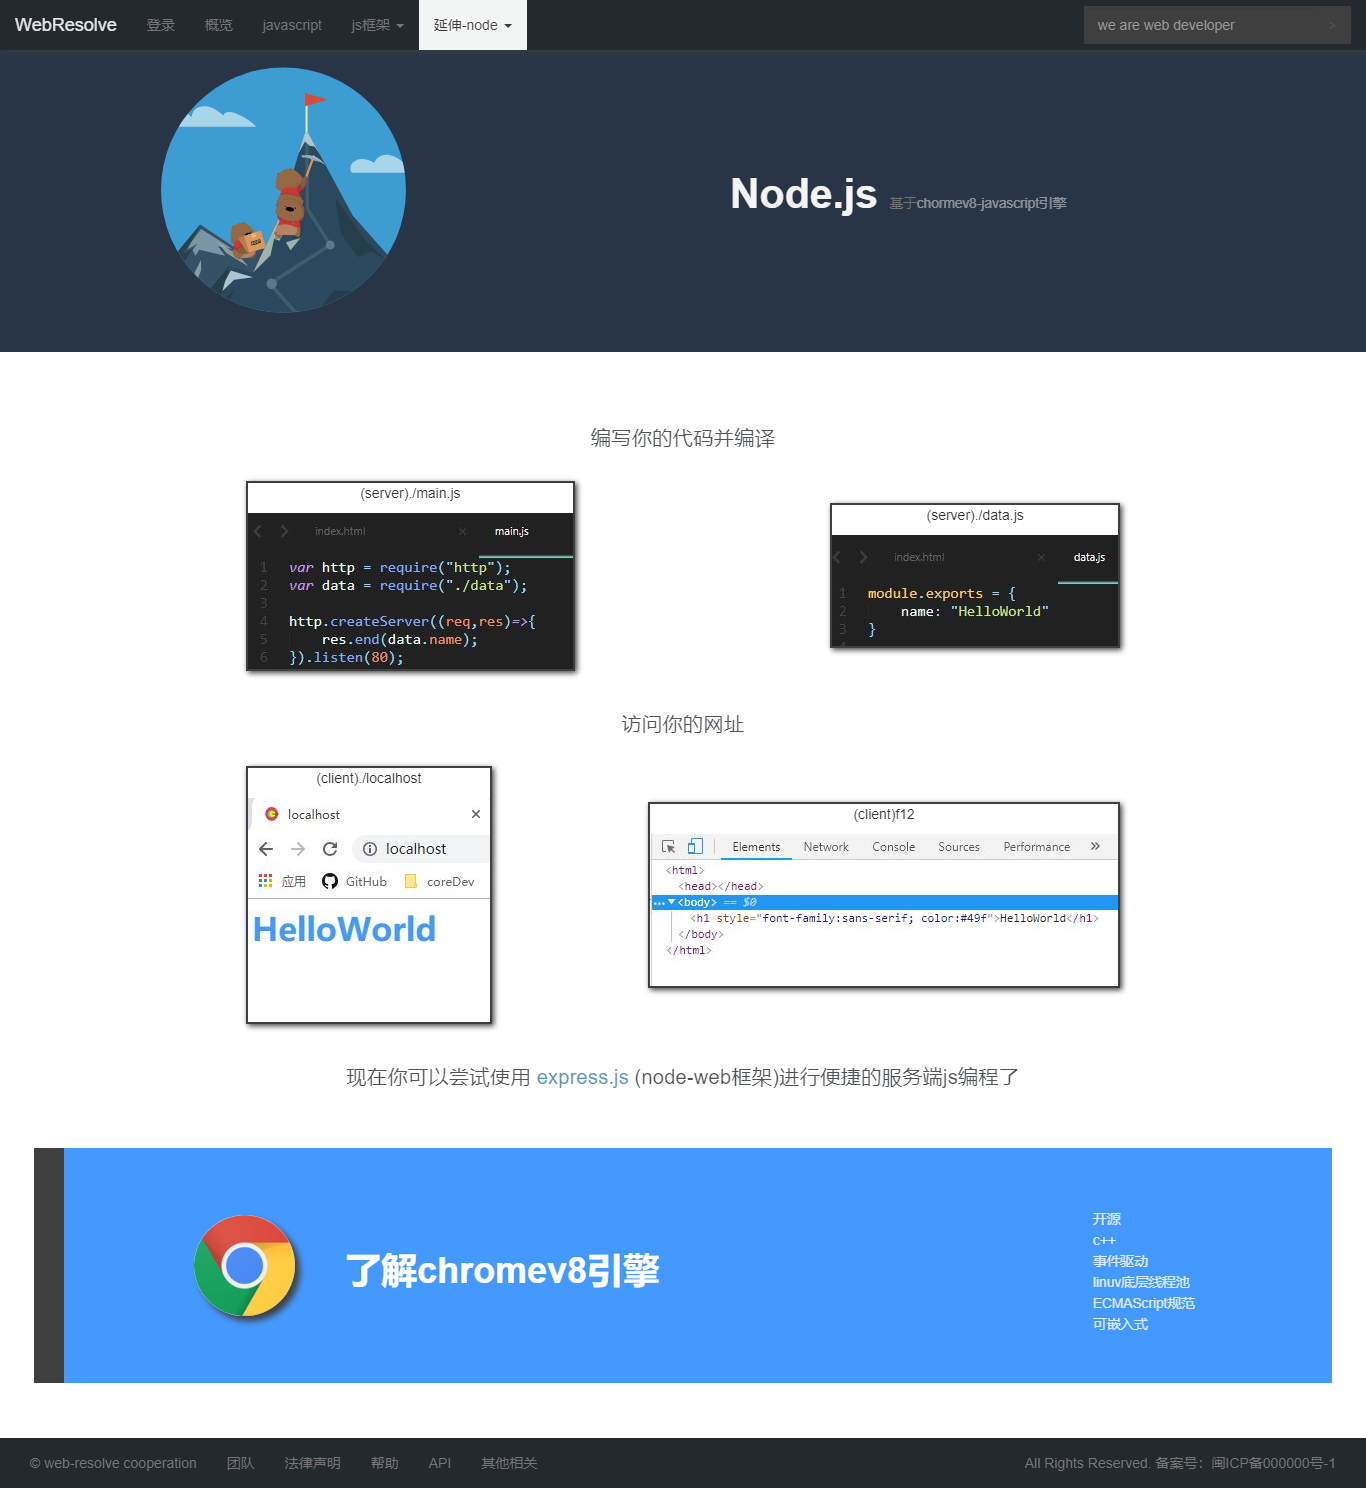 WebResolve 登录 概览 javascript js框架 延伸-node we are web developer >
Node.js 基于chormev8-javascript引擎
编写你的代码并编译
(server)./main.js
index.html × main.js
1 var http = require("http");
2 var data = require("./data");
3
4 http.createServer((req,res)=>{
5 res.end(data.name);
6 }).listen(80);
(server)./data.js
index.html × data.js
1 module.exports = {
2 name: "HelloWorld"
3 }
访问你的网址
(client)./localhost
localhost ×
localhost
应用 GitHub coreDev
HelloWorld
(client)f12
Elements Network Console Sources Performance »
<html>
<head></head>
... ▼<body> == $0
<h1 style="font-family:sans-serif; color:#49f">HelloWorld</h1>
</body>
</html>
现在你可以尝试使用 express.js (node-web框架)进行便捷的服务端js编程了
了解chromev8引擎
开源
c++
事件驱动
linuv底层线程池
ECMAScript规范
可嵌入式
© web-resolve cooperation 团队 法律声明 帮助 API 其他相关 All Rights Reserved. 备案号：闽ICP备000000号-1